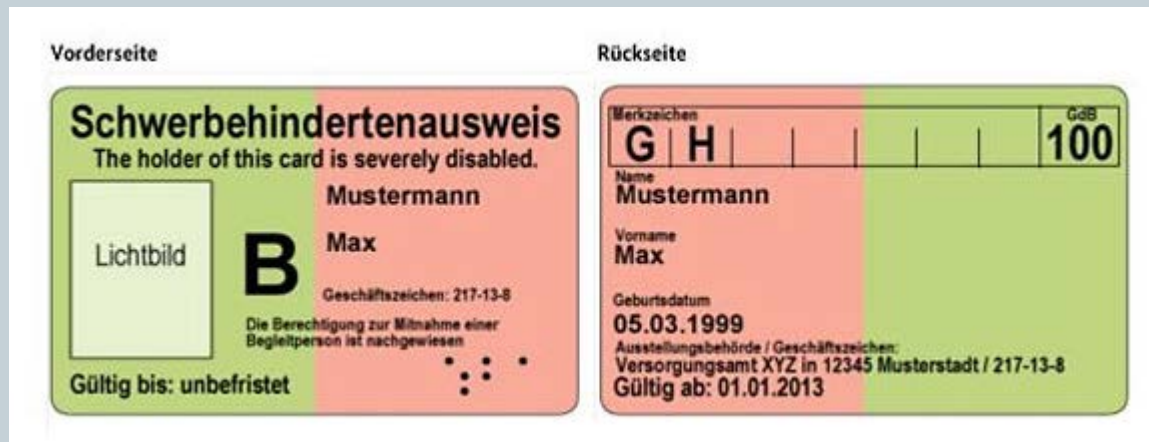 Vorderseite
Schwerbehindertenausweis
The holder of this card is severely disabled.
Lichtbild
B
Mustermann
Max
Geschäftszeichen: 217-13-8
Die Berechtigung zur Mitnahme einer
Begleitperson ist nachgewiesen
Gültig bis: unbefristet
Rückseite
Merkzeichen
G H
GdB
100
Name
Mustermann
Vorname
Max
Geburtsdatum
05.03.1999
Ausstellungsbehörde / Geschäftszeichen:
Versorgungsamt XYZ in 12345 Musterstadt / 217-13-8
Gültig ab: 01.01.2013